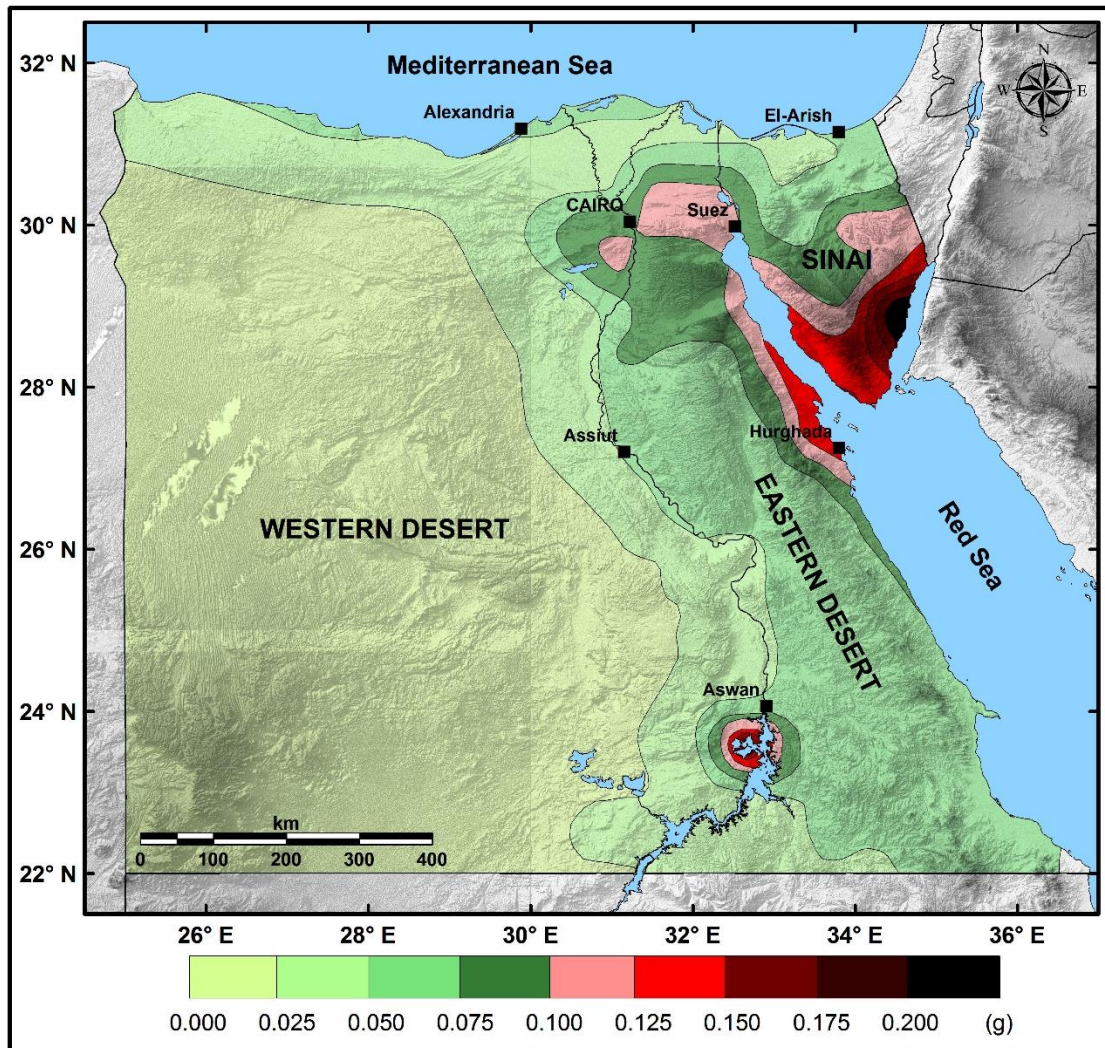 32° N
Mediterranean Sea
N
W
E
S
Alexandria
El-Arish
30° N
CAIRO
Suez
SINAI
28° N
Assiut
Hurghada
26° N
WESTERN DESERT
EASTERN DESERT
Red Sea
24° N
Aswan
km
0 100 200 300 400
22° N
26° E 28° E 30° E 32° E 34° E 36° E
0.000 0.025 0.050 0.075 0.100 0.125 0.150 0.175 0.200 (g)